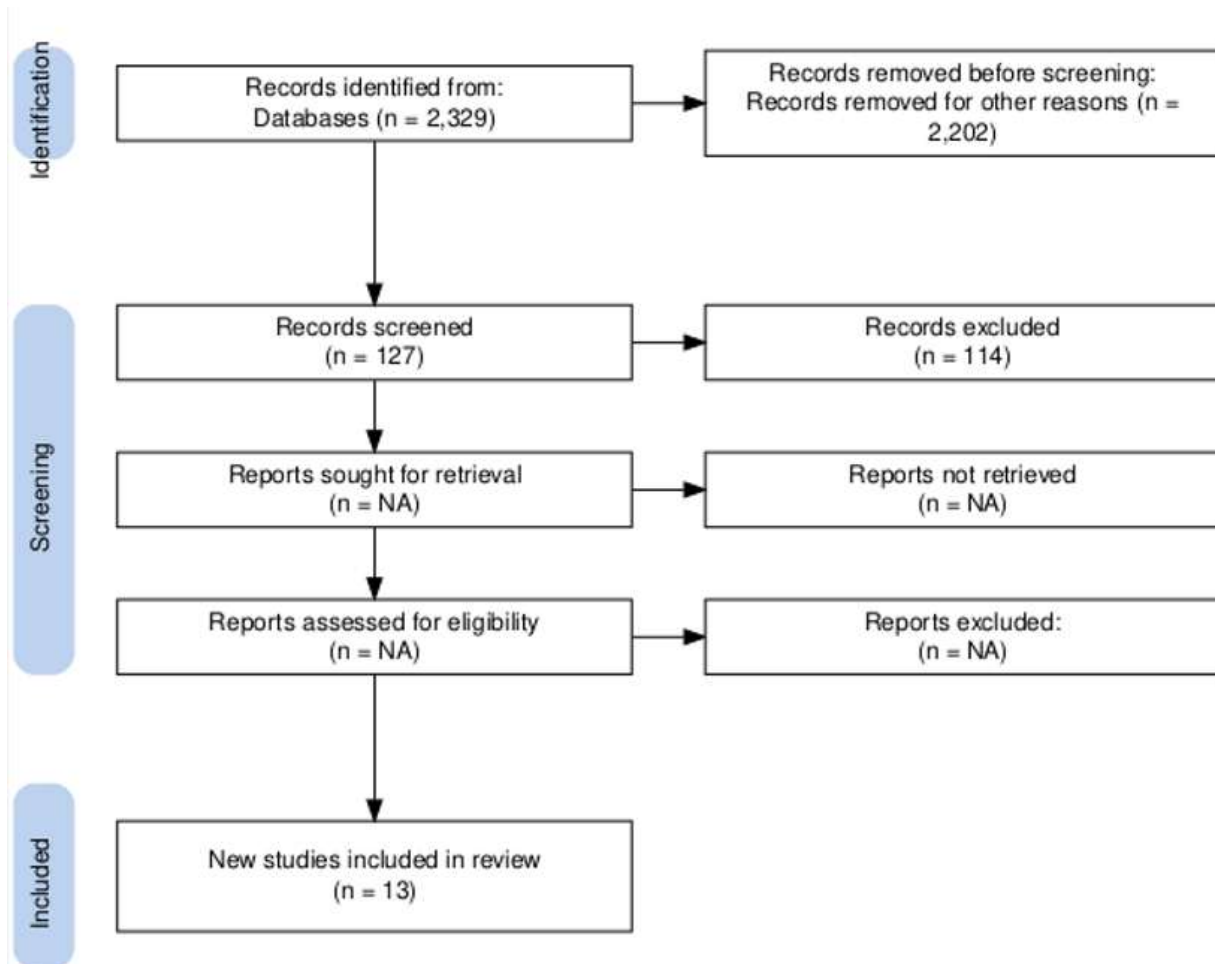 Identification
Records identified from:
Databases (n = 2,329)
Records removed before screening:
Records removed for other reasons (n =
2,202)
Screening
Records screened
(n = 127)
Records excluded
(n = 114)
Reports sought for retrieval
(n = NA)
Reports not retrieved
(n = NA)
Reports assessed for eligibility
(n = NA)
Reports excluded:
(n = NA)
Included
New studies included in review
(n = 13)